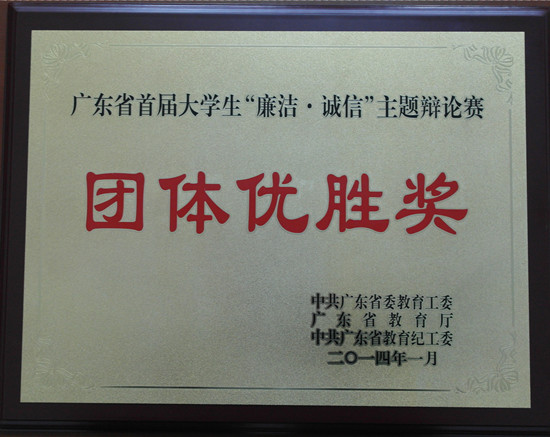 广东省首届大学生“廉洁·诚信”主题辩论赛
团体优胜奖
中共广东省委教育工委
广东省教育厅
中共广东省教育纪工委
二〇一四年一月